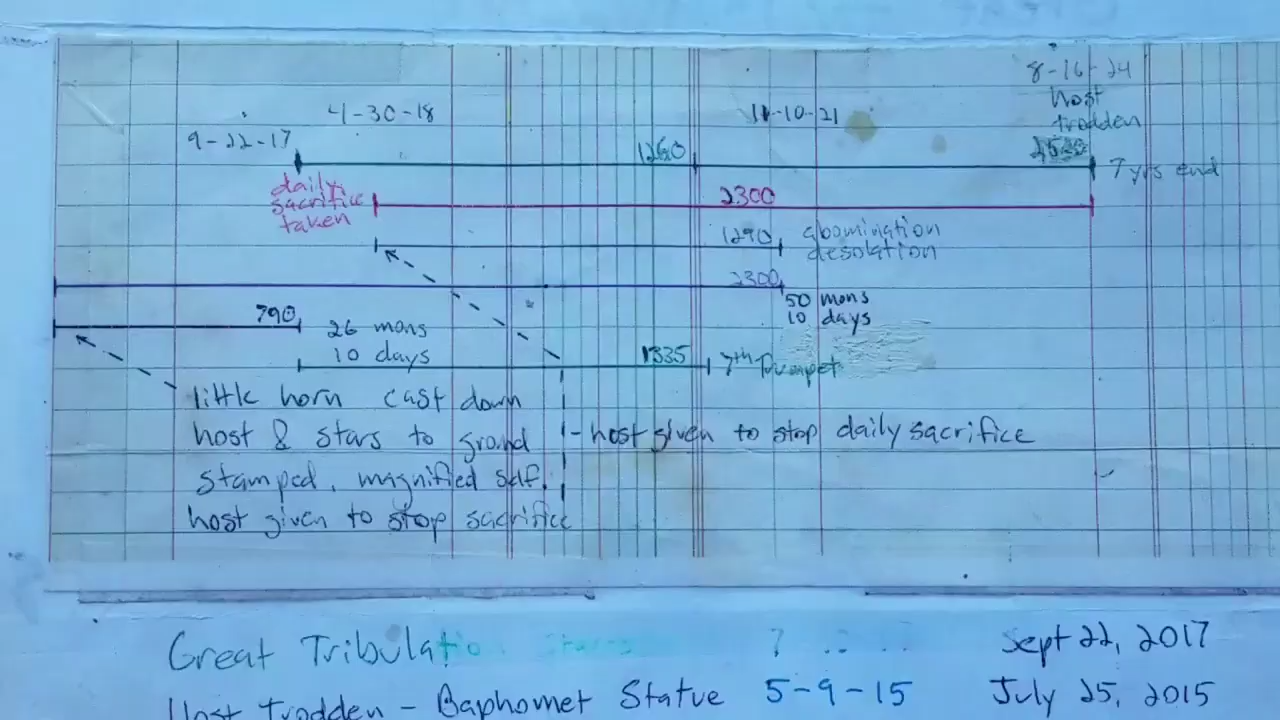 8-16-24
host
trodden
4-30-18
11-10-21
9-22-17
1260
2520
7 yrs end
daily
sacrifice
taken
2300
1290 abomination
desolation
2300
50 mons
10 days
790
26 mons
10 days
1335
7th Trumpet
little horn cast down
host & stars to ground
- host given to stop daily sacrifice
stamped, magnified self,
host given to stop sacrifice
Great Tribulation Sept 22, 2017
Host Trodden - Baphomet Statue 5-9-15 July 25, 2015